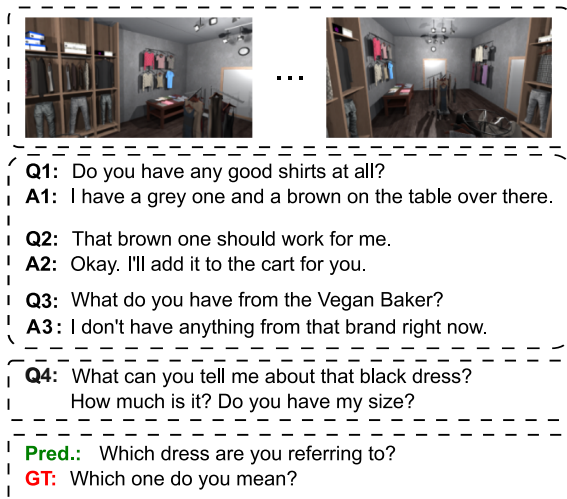 ...
Q1: Do you have any good shirts at all?
A1: I have a grey one and a brown on the table over there.
Q2: That brown one should work for me.
A2: Okay. I'll add it to the cart for you.
Q3: What do you have from the Vegan Baker?
A3: I don't have anything from that brand right now.
Q4: What can you tell me about that black dress?
How much is it? Do you have my size?
Pred.: Which dress are you referring to?
GT: Which one do you mean?